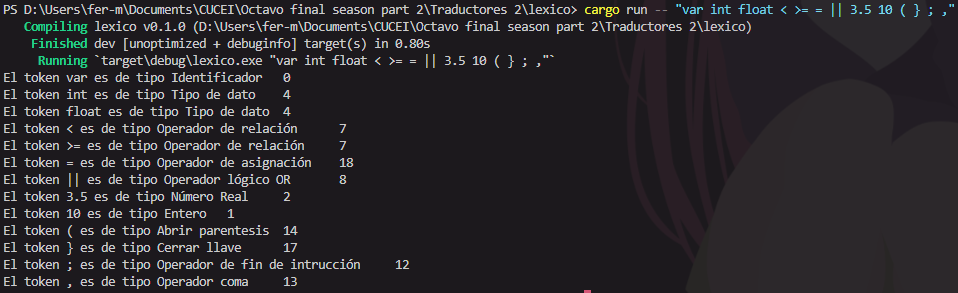 PS D:\Users\fer-m\Documents\CUCEI\Octavo final season part 2\Traductores 2\lexico> cargo run -- "var int float < >= = || 3.5 10 ( } ; ,"
Compiling lexico v0.1.0 (D:\Users\fer-m\Documents\CUCEI\Octavo final season part 2\Traductores 2\lexico)
Finished dev [unoptimized + debuginfo] target(s) in 0.80s
Running `target\debug\lexico.exe "var int float < >= = || 3.5 10 ( } ; ,"`
El token var es de tipo Identificador 0
El token int es de tipo Tipo de dato 4
El token float es de tipo Tipo de dato 4
El token < es de tipo Operador de relación 7
El token >= es de tipo Operador de relación 7
El token = es de tipo Operador de asignación 18
El token || es de tipo Operador lógico OR 8
El token 3.5 es de tipo Número Real 2
El token 10 es de tipo Entero 1
El token ( es de tipo Abrir parentesis 14
El token } es de tipo Cerrar llave 17
El token ; es de tipo Operador de fin de intrucción 12
El token , es de tipo Operador coma 13